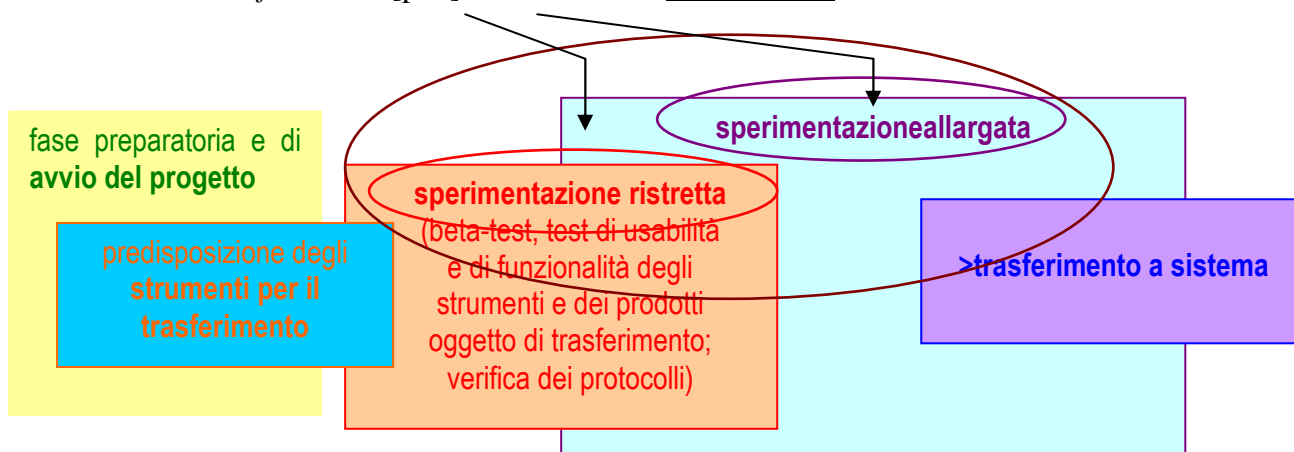 fase preparatoria e di
avvio del progetto
predisposizione degli
strumenti per il
trasferimento
sperimentazione ristretta
(beta-test, test di usabilità
e di funzionalità degli
strumenti e dei prodotti
oggetto di trasferimento;
verifica dei protocolli)
sperimentazioneallargata
>trasferimento a sistema